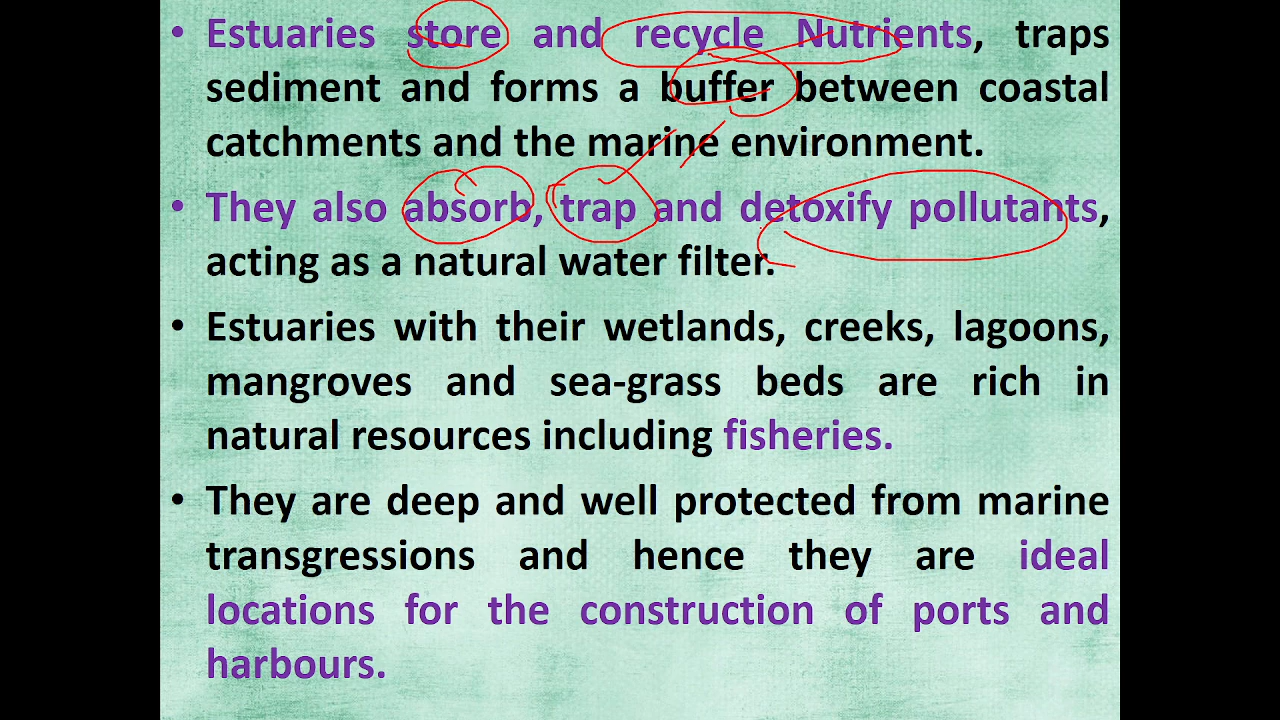 • Estuaries store and recycle Nutrients, traps
sediment and forms a buffer between coastal
catchments and the marine environment.
• They also absorb, trap and detoxify pollutants,
acting as a natural water filter.
• Estuaries with their wetlands, creeks, lagoons,
mangroves and sea-grass beds are rich in
natural resources including fisheries.
• They are deep and well protected from marine
transgressions and hence they are ideal
locations for the construction of ports and
harbours.